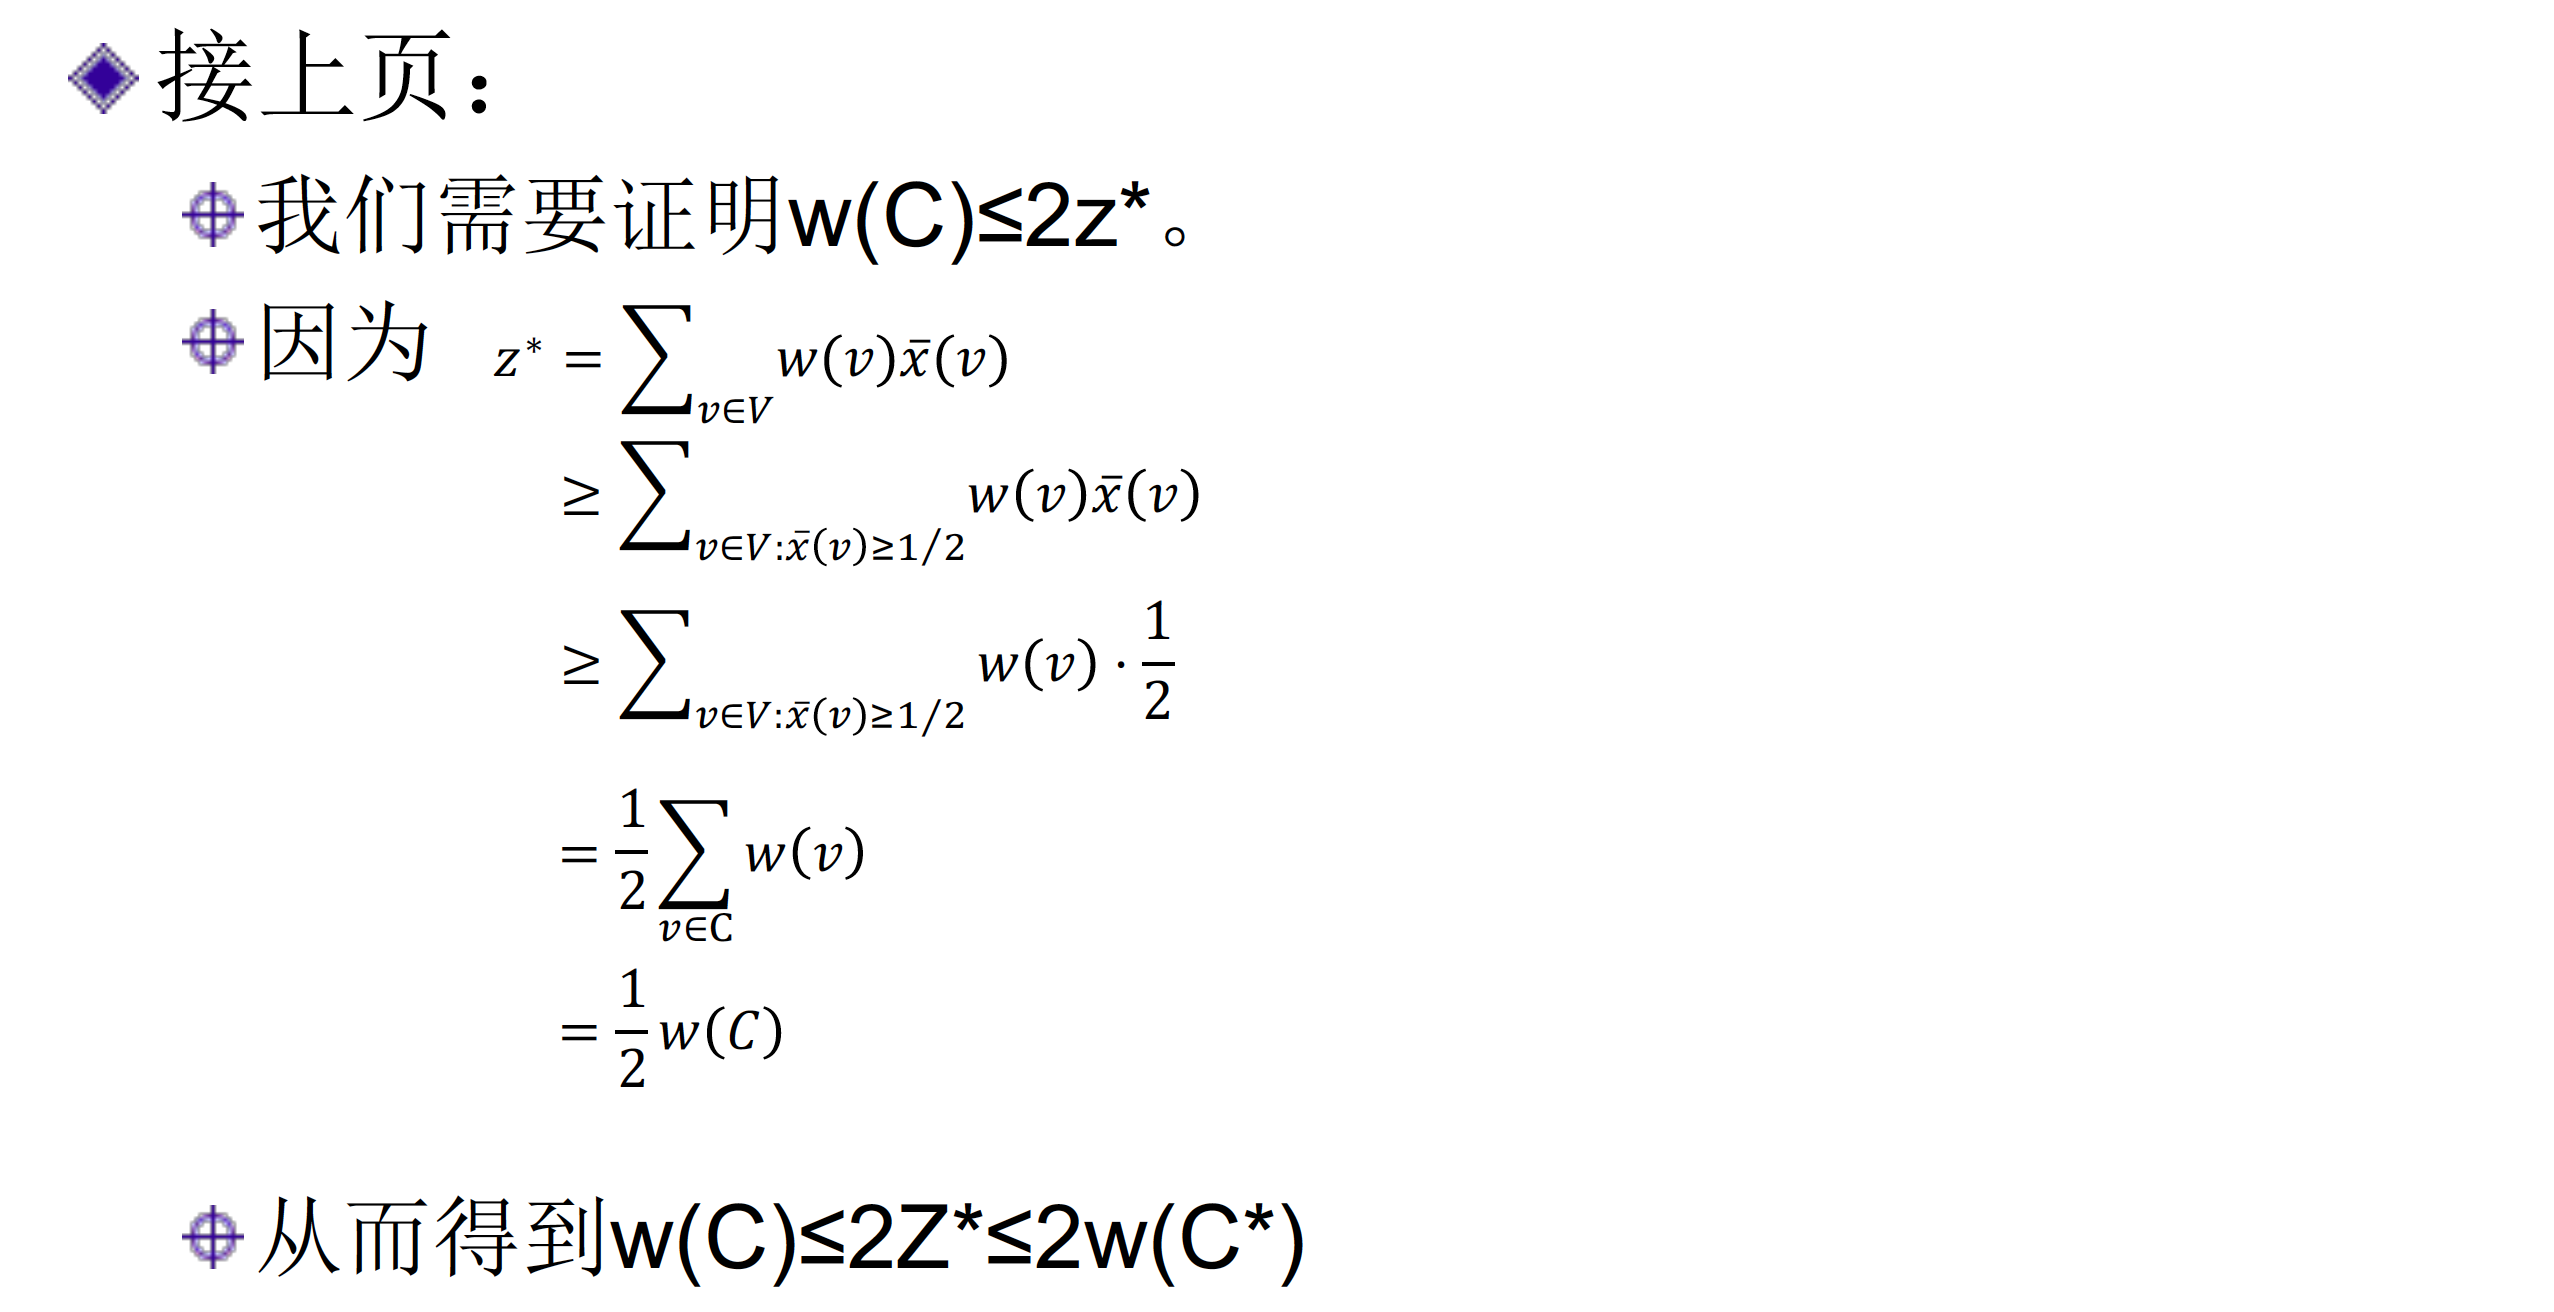 接上页：
我们需要证明w(C)≤2z*。
因为 z* = ∑_{v∈V} w(v)x̄(v)
≥ ∑_{v∈V:x̄(v)≥1/2} w(v)x̄(v)
≥ ∑_{v∈V:x̄(v)≥1/2} w(v) · 1/2
= 1/2 ∑_{v∈C} w(v)
= 1/2 w(C)
从而得到w(C)≤2Z*≤2w(C*)